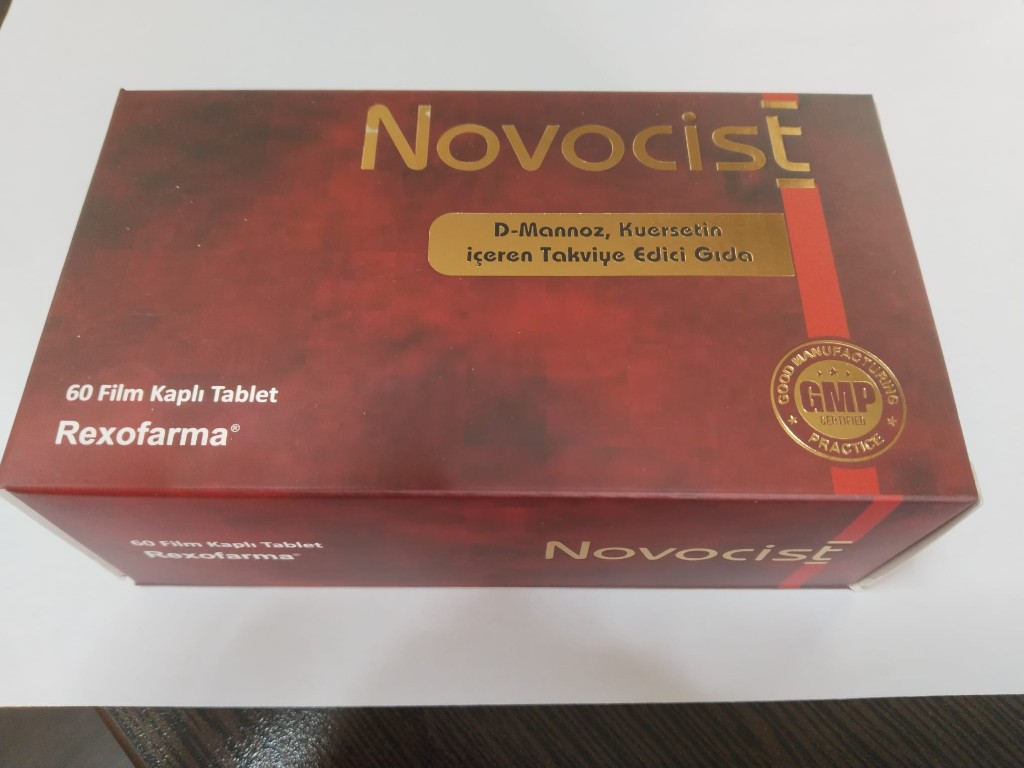 Novocist
D-Mannoz, Kuersetin
içeren Takviye Edici Gıda
60 Film Kaplı Tablet
Rexofarma®
GOOD MANUFACTURING
GMP
CERTIFIED
PRACTICE
60 Film Kaplı Tablet
Rexofarma®
Novocist